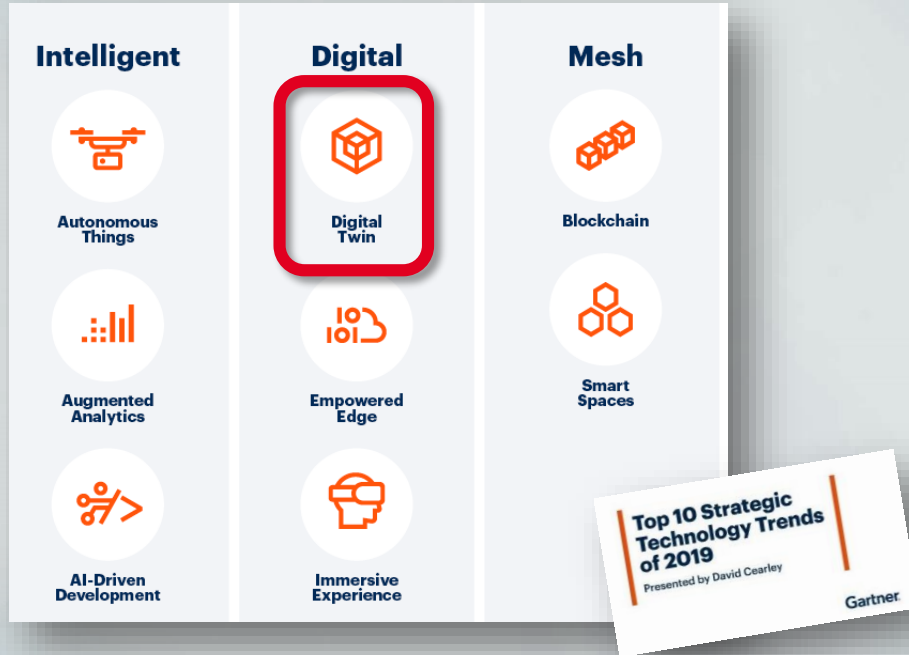 Intelligent
Autonomous
Things
Augmented
Analytics
AI-Driven
Development
Digital
Digital
Twin
Empowered
Edge
Immersive
Experience
Mesh
Blockchain
Smart
Spaces
Top 10 Strategic
Technology Trends
of 2019
Presented by David Cearley
Gartner